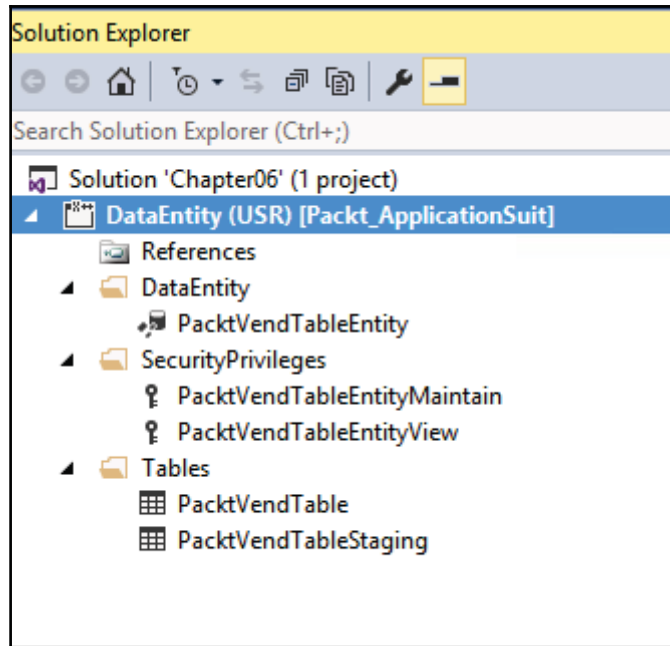 Solution Explorer
Search Solution Explorer (Ctrl+;)
Solution 'Chapter06' (1 project)
DataEntity (USR) [Packt_ApplicationSuit]
References
DataEntity
PacktVendTableEntity
SecurityPrivileges
PacktVendTableEntityMaintain
PacktVendTableEntityView
Tables
PacktVendTable
PacktVendTableStaging